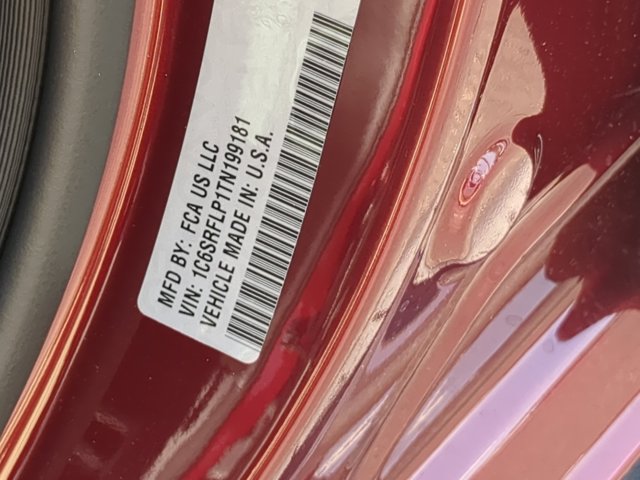 MFD BY: FCA US LLC
VIN: 1C6SRFLP1TN199181
VEHICLE MADE IN: U.S.A.